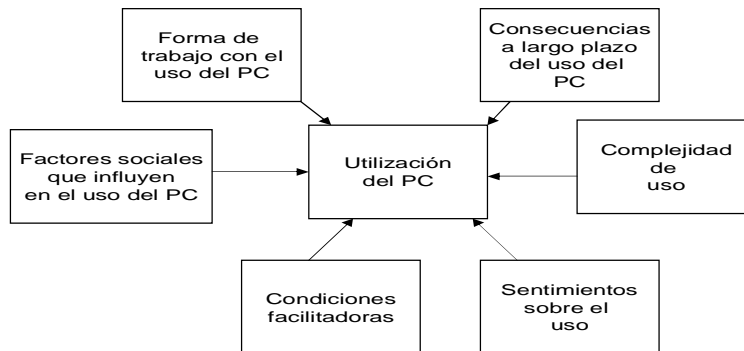 Forma de
trabajo con el
uso del PC
Consecuencias
a largo plazo
del uso del
PC
Factores sociales
que influyen
en el uso del PC
Utilización
del PC
Complejidad
de
uso
Condiciones
facilitadoras
Sentimientos
sobre el
uso